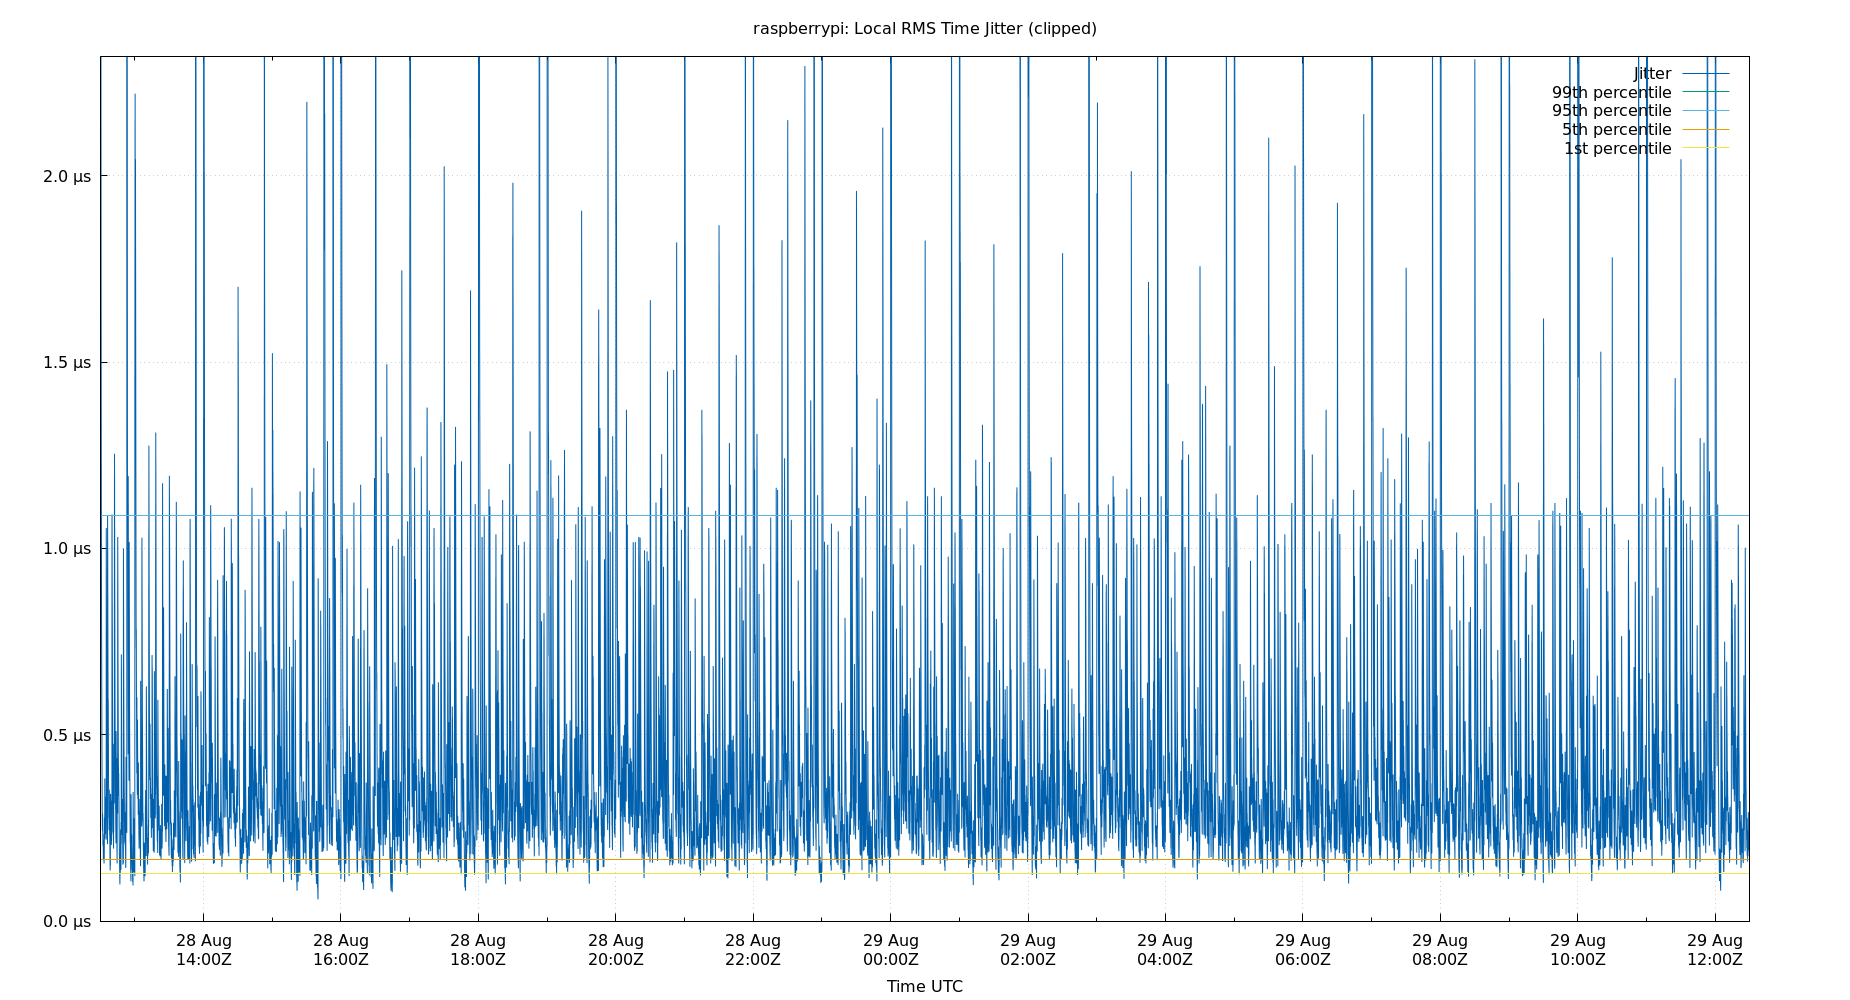 raspberrypi: Local RMS Time Jitter (clipped)
Jitter
99th percentile
95th percentile
5th percentile
1st percentile
2.0 µs
1.5 µs
1.0 µs
0.5 µs
0.0 µs
28 Aug 28 Aug 28 Aug 28 Aug 28 Aug 29 Aug 29 Aug 29 Aug 29 Aug 29 Aug 29 Aug 29 Aug
14:00Z 16:00Z 18:00Z 20:00Z 22:00Z 00:00Z 02:00Z 04:00Z 06:00Z 08:00Z 10:00Z 12:00Z
Time UTC